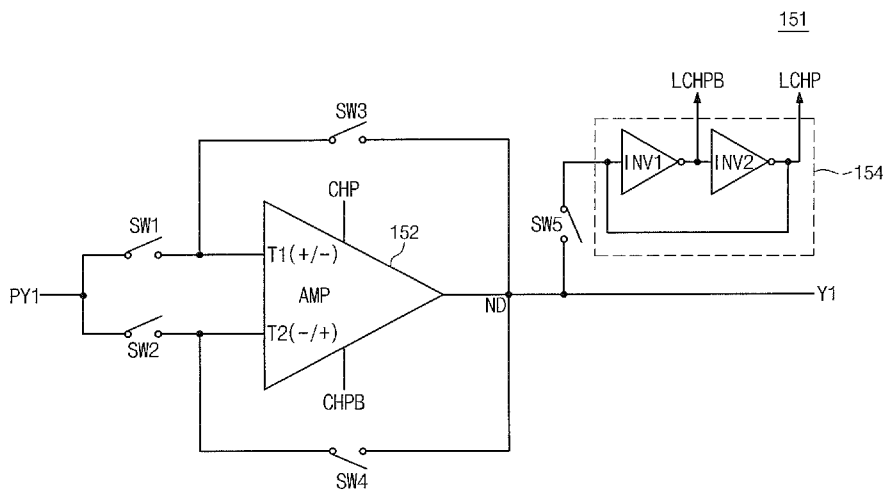 151
LCHPB
LCHP
SW3
INV1
INV2
154
CHP
SW5
SW1
152
T1(+/-)
PY1
AMP
ND
Y1
T2(-/+)
SW2
CHPB
SW4